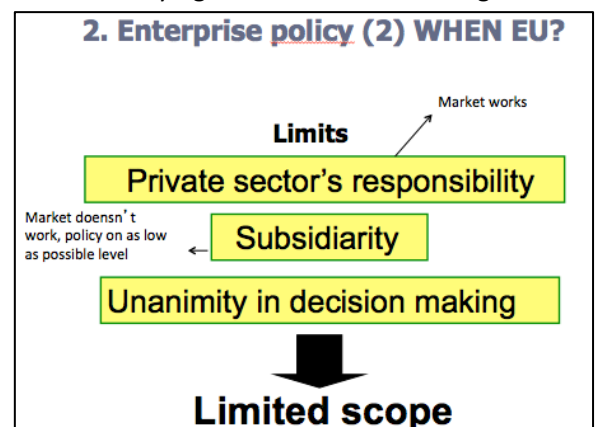 2. Enterprise policy (2) WHEN EU?
Market works
Limits
Private sector's responsibility
Market doensn't
work, policy on as low
as possible level
Subsidiarity
Unanimity in decision making
Limited scope